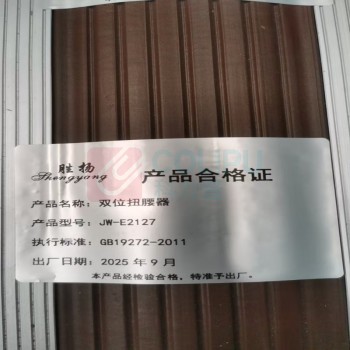 胜扬
Shengyang
产品合格证
产品名称：双位扭腰器
产品型号：JW-E2127
执行标准：GB19272-2011
出厂日期：2025 年 9 月
本产品经检验合格，特准予出厂。